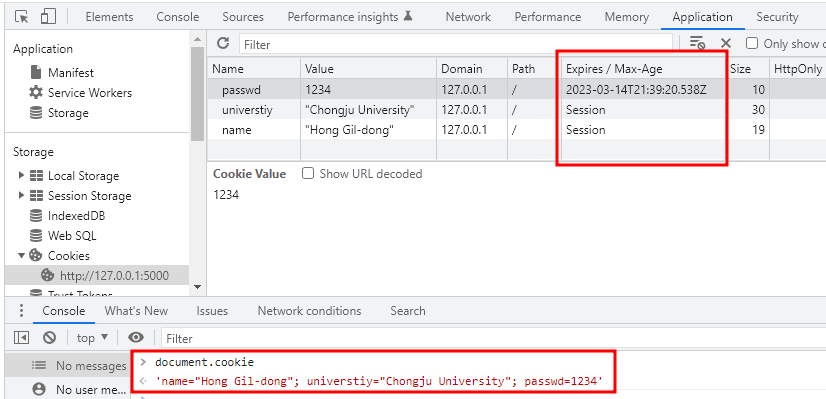 Elements Console Sources Performance insights Network Performance Memory Application Security
Application
Manifest
Service Workers
Storage
Storage
Local Storage
Session Storage
IndexedDB
Web SQL
Cookies
http://127.0.0.1:5000
Trust Tokens
Filter Only show
Name Value Domain Path Expires / Max-Age Size HttpOnly
passwd 1234 127.0.0.1 / 2023-03-14T21:39:20.538Z 10
universtiy "Chongju University" 127.0.0.1 / Session 30
name "Hong Gil-dong" 127.0.0.1 / Session 19
Cookie Value Show URL decoded
1234
Console What's New Issues Network conditions Search
top Filter
No messages
No user me...
> document.cookie
'name="Hong Gil-dong"; universtiy="Chongju University"; passwd=1234'